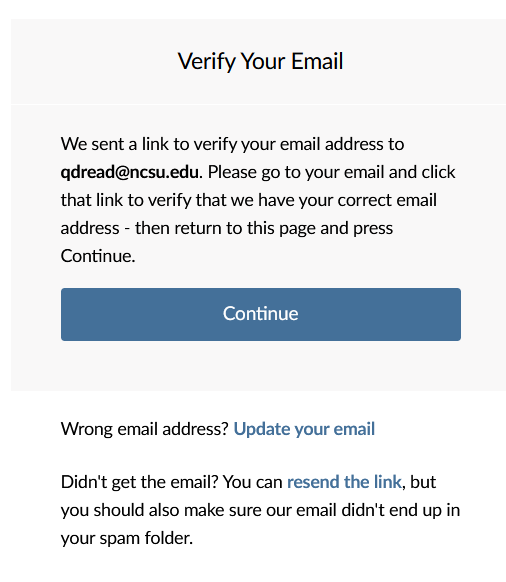 Verify Your Email
We sent a link to verify your email address to
qdread@ncsu.edu. Please go to your email and click
that link to verify that we have your correct email
address - then return to this page and press
Continue.
Continue
Wrong email address? Update your email
Didn't get the email? You can resend the link, but
you should also make sure our email didn't end up in
your spam folder.